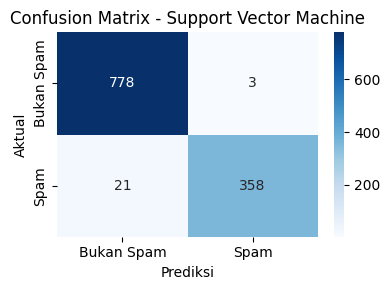 Confusion Matrix - Support Vector Machine
Aktual
Bukan Spam
778
3
Spam
21
358
Bukan Spam
Spam
Prediksi
600
400
200